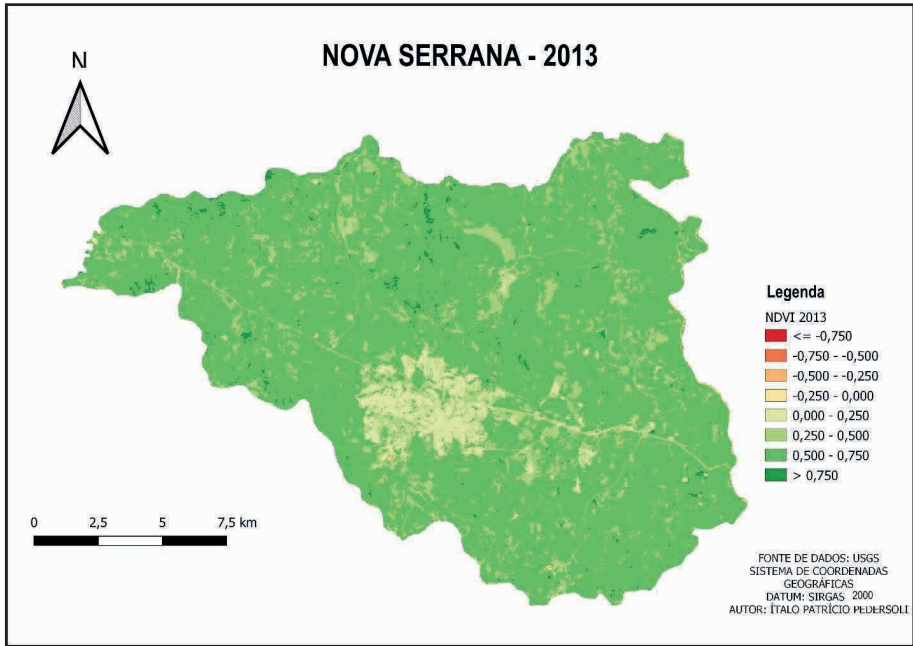 NOVA SERRANA - 2013
N
Legenda
NDVI 2013
<= -0,750
-0,750 - -0,500
-0,500 - -0,250
-0,250 - 0,000
0,000 - 0,250
0,250 - 0,500
0,500 - 0,750
> 0,750
0 2,5 5 7,5 km
FONTE DE DADOS: USGS
SISTEMA DE COORDENADAS
GEOGRÁFICAS
DATUM: SIRGAS 2000
AUTOR: ÍTALO PATRÍCIO PEDERSOLI